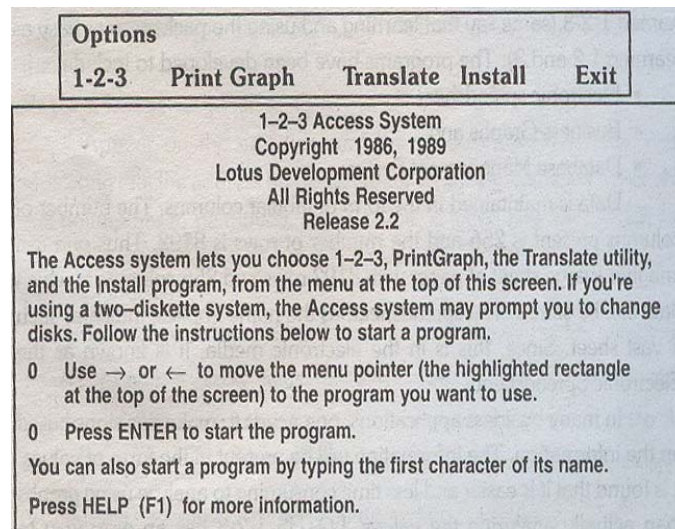 Options
1-2-3 Print Graph Translate Install Exit
1–2–3 Access System
Copyright 1986, 1989
Lotus Development Corporation
All Rights Reserved
Release 2.2
The Access system lets you choose 1–2–3, PrintGraph, the Translate utility,
and the Install program, from the menu at the top of this screen. If you're
using a two–diskette system, the Access system may prompt you to change
disks. Follow the instructions below to start a program.
0 Use → or ← to move the menu pointer (the highlighted rectangle
at the top of the screen) to the program you want to use.
0 Press ENTER to start the program.
You can also start a program by typing the first character of its name.
Press HELP (F1) for more information.